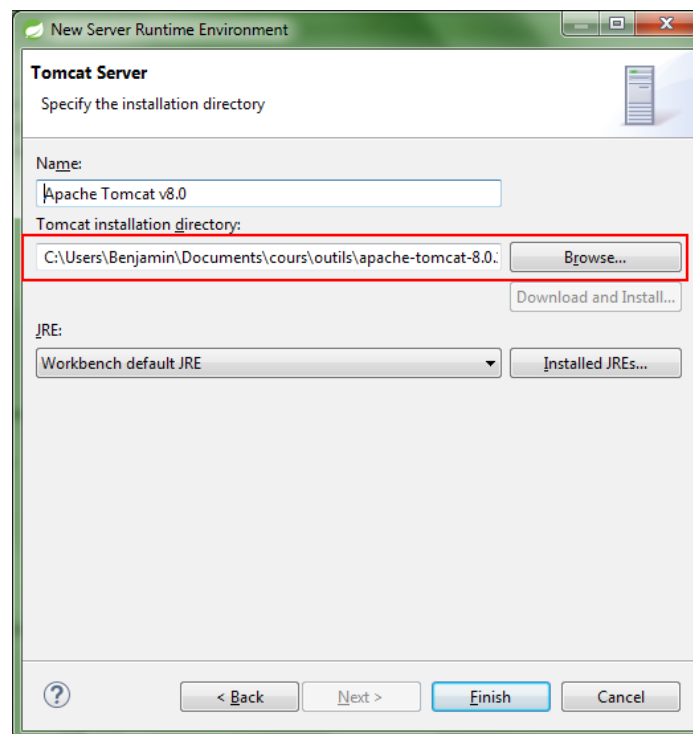 New Server Runtime Environment
Tomcat Server
Specify the installation directory
Name:
Apache Tomcat v8.0
Tomcat installation directory:
C:\Users\Benjamin\Documents\cours\outils\apache-tomcat-8.0.
Browse...
Download and Install...
JRE:
Workbench default JRE
Installed JREs...
?
< Back
Next >
Finish
Cancel